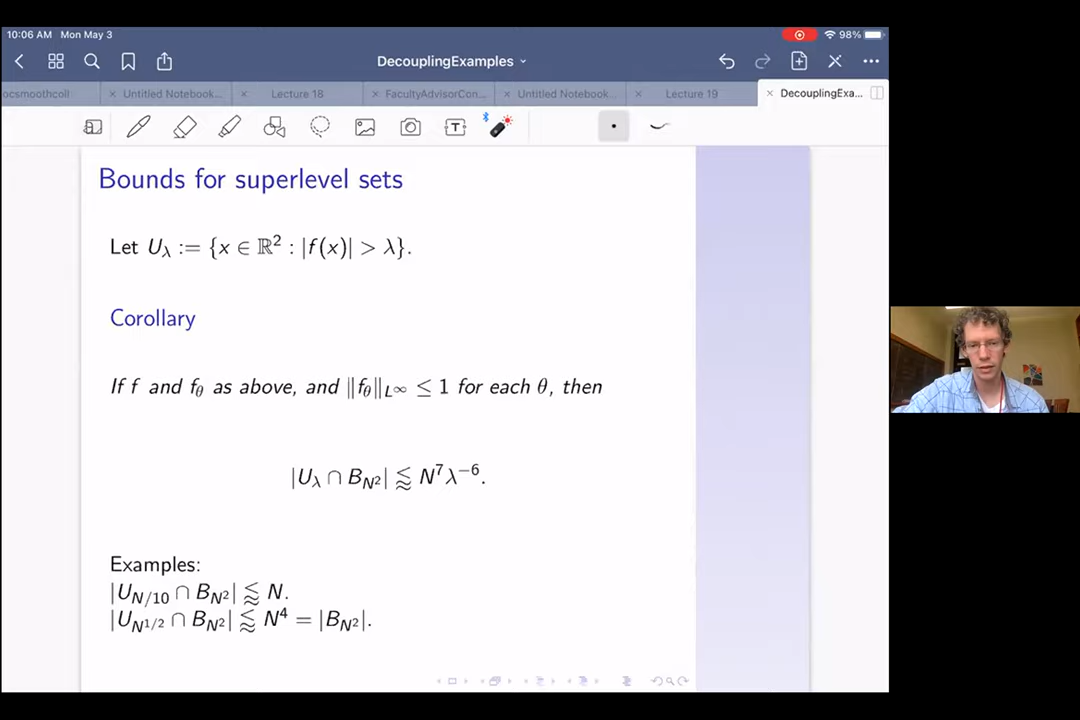 10:06 AM Mon May 3
98%
DecouplingExamples
ocsmoothcoll
Untitled Notebook...
Lecture 18
FacultyAdvisorCon...
Untitled Notebook...
Lecture 19
DecouplingExa...
T
Bounds for superlevel sets
Let U_λ := {x ∈ ℝ² : |f(x)| > λ}.
Corollary
If f and f_θ as above, and ‖f_θ‖_{L^∞} ≤ 1 for each θ, then
|U_λ ∩ B_{N²}| ⪅ N⁷λ⁻⁶.
Examples:
|U_{N/10} ∩ B_{N²}| ⪅ N.
|U_{N^{1/2}} ∩ B_{N²}| ⪅ N⁴ = |B_{N²}|.